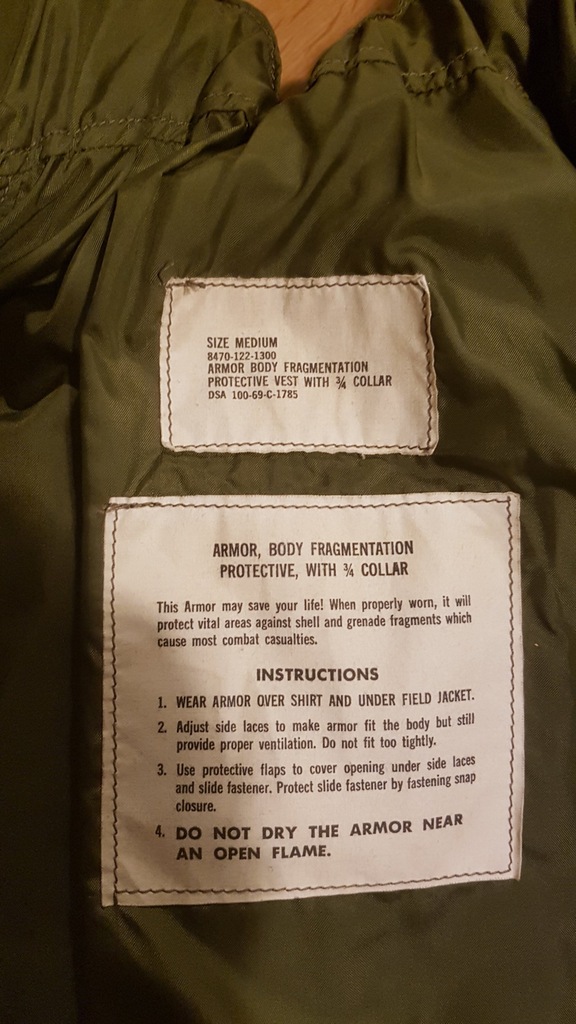 SIZE MEDIUM
8470-122-1300
ARMOR BODY FRAGMENTATION
PROTECTIVE VEST WITH ¾ COLLAR
DSA 100-69-C-1785
ARMOR, BODY FRAGMENTATION
PROTECTIVE, WITH ¾ COLLAR
This Armor may save your life! When properly worn, it will
protect vital areas against shell and grenade fragments which
cause most combat casualties.
INSTRUCTIONS
1. WEAR ARMOR OVER SHIRT AND UNDER FIELD JACKET.
2. Adjust side laces to make armor fit the body but still
provide proper ventilation. Do not fit too tightly.
3. Use protective flaps to cover opening under side laces
and slide fastener. Protect slide fastener by fastening snap
closure.
4. DO NOT DRY THE ARMOR NEAR
AN OPEN FLAME.